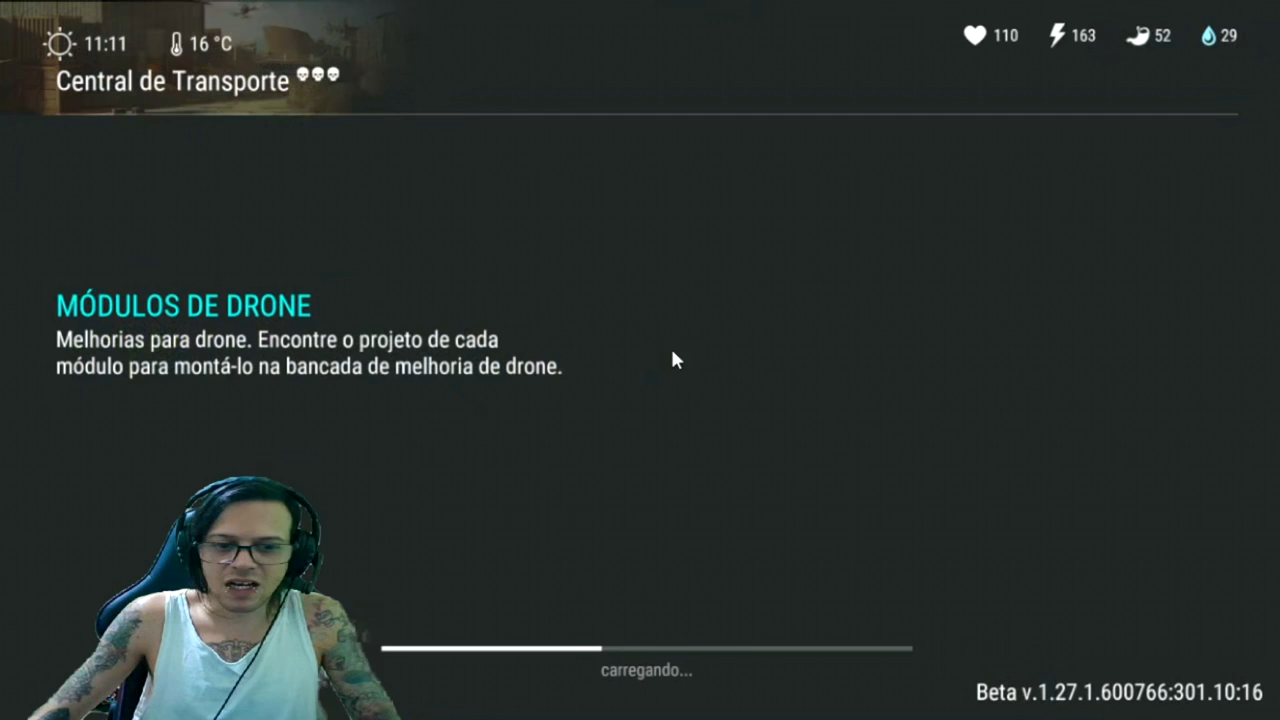 11:11
16 °C
110
163
52
29
Central de Transporte
MÓDULOS DE DRONE
Melhorias para drone. Encontre o projeto de cada
módulo para montá-lo na bancada de melhoria de drone.
carregando...
Beta v.1.27.1.600766:301.10:16